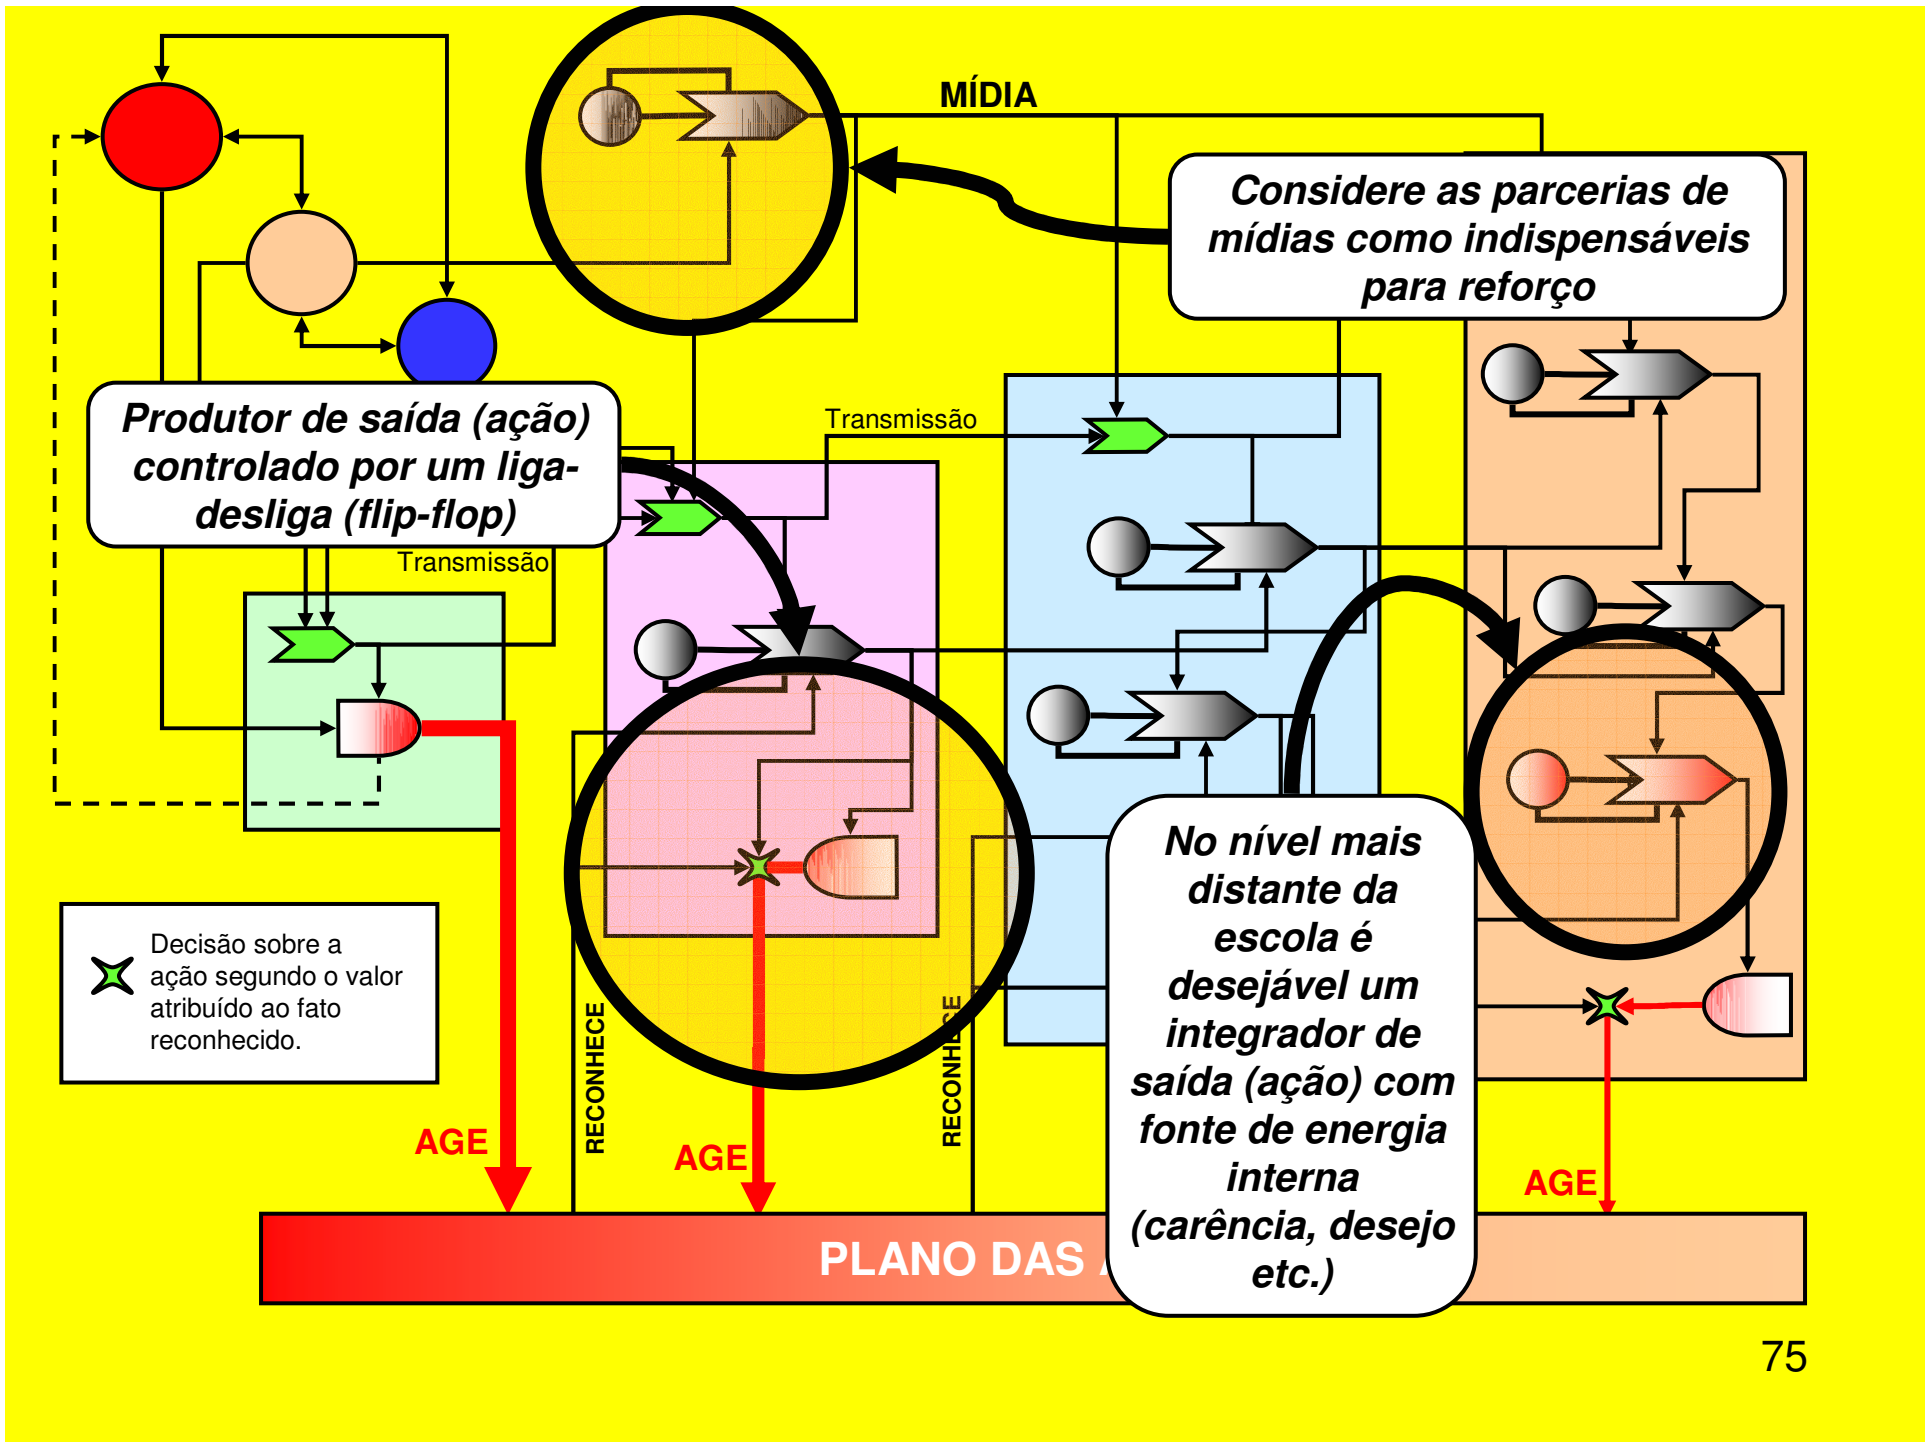 MÍDIA
Considere as parcerias de
mídias como indispensáveis
para reforço
Produtor de saída (ação)
controlado por um liga-
desliga (flip-flop)
Transmissão
Transmissão
No nível mais
distante da
escola é
desejável um
integrador de
saída (ação) com
fonte de energia
interna
(carência, desejo
etc.)
Decisão sobre a
ação segundo o valor
atribuído ao fato
reconhecido.
RECONHECE
RECONHECE
AGE
AGE
AGE
PLANO DAS
75